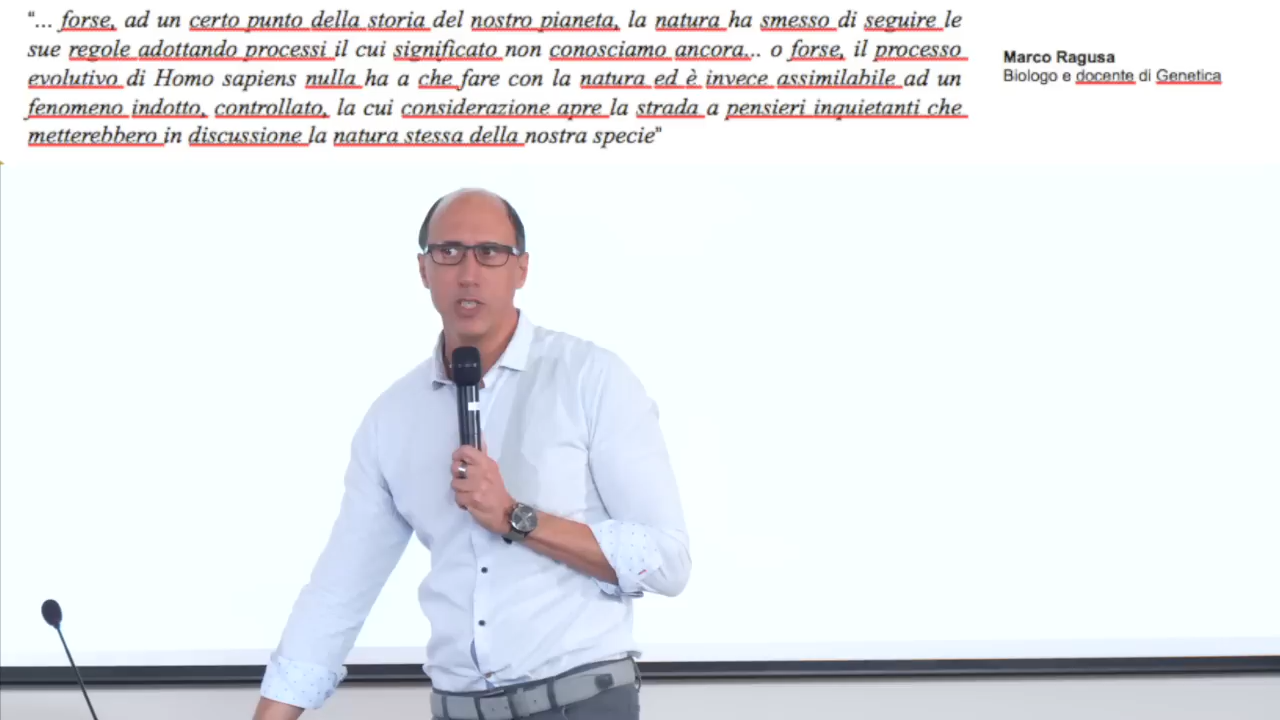 “... forse, ad un certo punto della storia del nostro pianeta, la natura ha smesso di seguire le
sue regole adottando processi il cui significato non conosciamo ancora... o forse, il processo
evolutivo di Homo sapiens nulla ha a che fare con la natura ed è invece assimilabile ad un
fenomeno indotto, controllato, la cui considerazione apre la strada a pensieri inquietanti che
metterebbero in discussione la natura stessa della nostra specie”
Marco Ragusa
Biologo e docente di Genetica